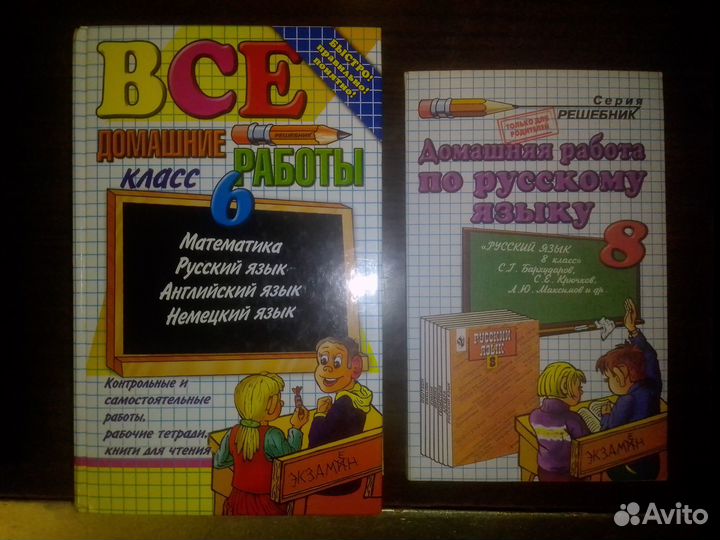 ВСЕ
ДОМАШНИЕ
РЕШЕБНИК
РАБОТЫ
КЛАСС
6
БЫСТРО!
ПРАВИЛЬНО!
ПОНЯТНО!
Математика
Русский язык
Английский язык
Немецкий язык
Контрольные и
самостоятельные
работы,
рабочие тетради,
книги для чтения
ЭКЗАМЕН
Серия
РЕШЕБНИК
ТОЛЬКО ДЛЯ
РОДИТЕЛЕЙ
Домашняя работа
по русскому
языку
8
«РУССКИЙ ЯЗЫК
8 класс»
С.Г. Бархударов,
С.Е. Крючков,
Л.Ю. Максимов и др.
РУССКИЙ
ЯЗЫК
8
ЭКЗАМЕН
Avito